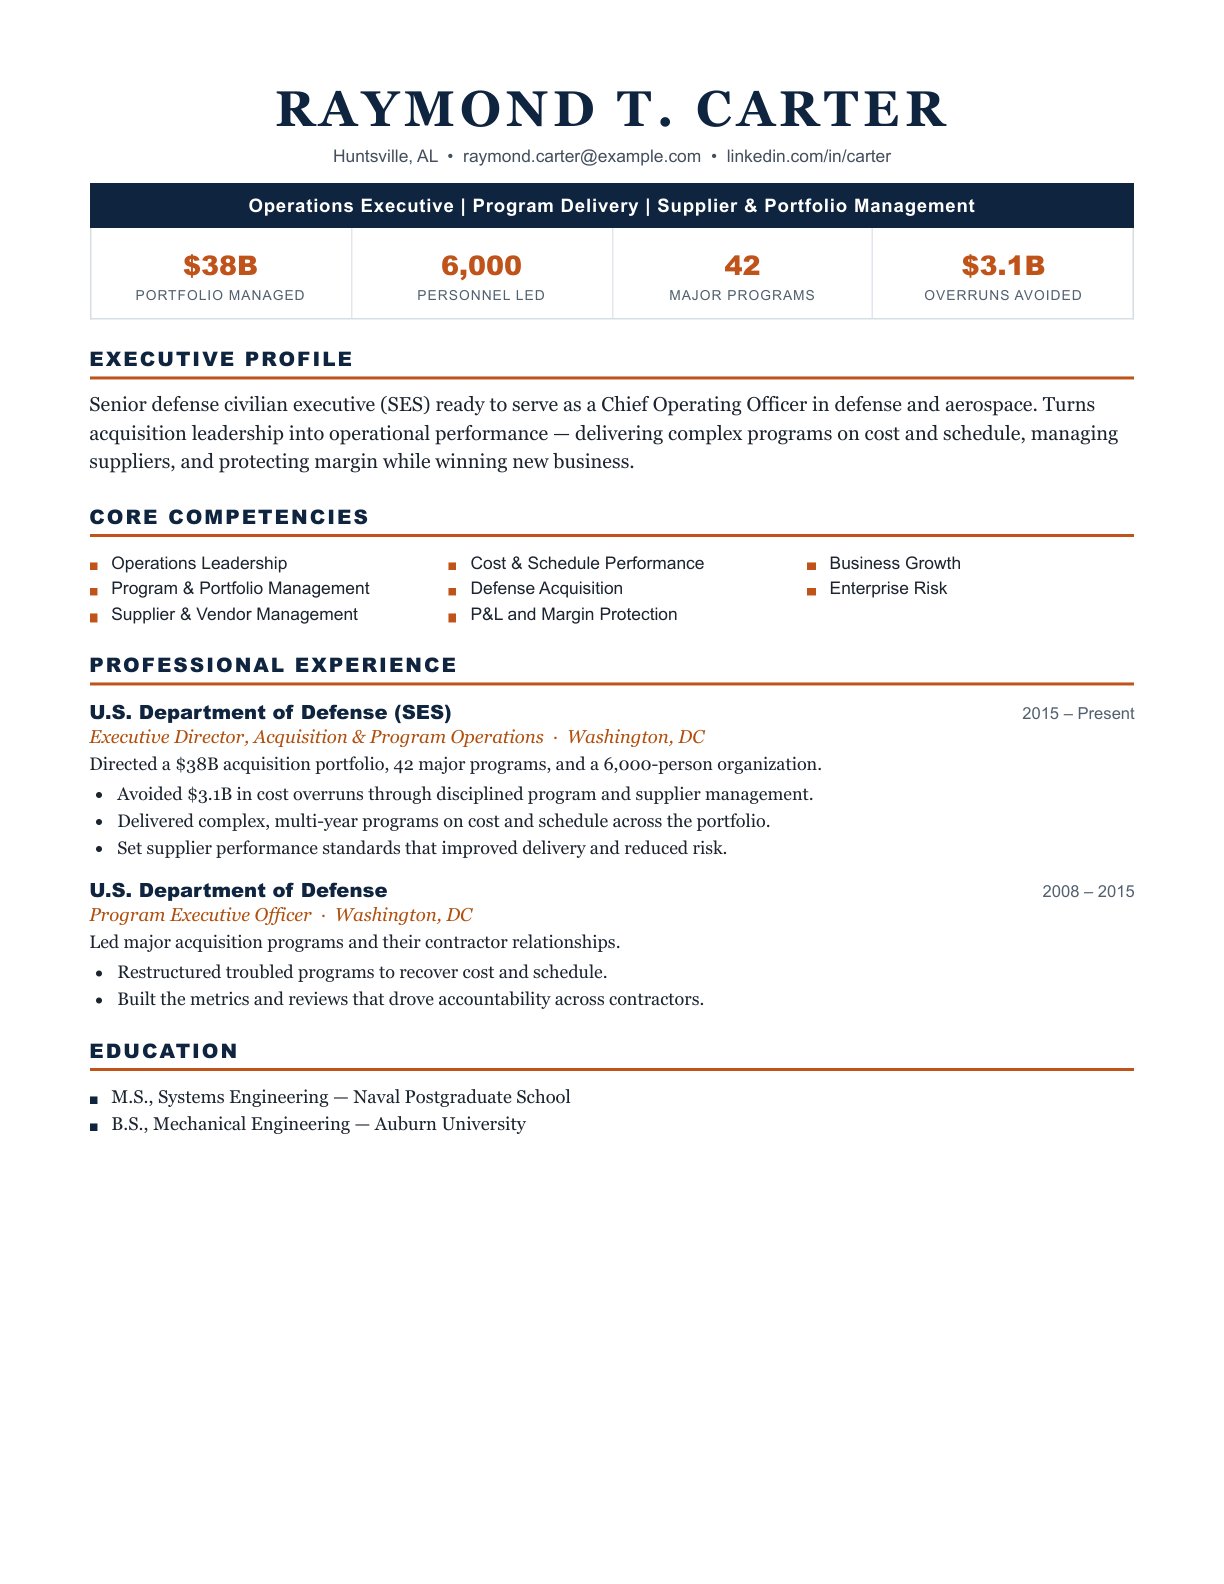 RAYMOND T. CARTER
Huntsville, AL • raymond.carter@example.com • linkedin.com/in/carter
Operations Executive | Program Delivery | Supplier & Portfolio Management
$38B
PORTFOLIO MANAGED
6,000
PERSONNEL LED
42
MAJOR PROGRAMS
$3.1B
OVERRUNS AVOIDED
EXECUTIVE PROFILE
Senior defense civilian executive (SES) ready to serve as a Chief Operating Officer in defense and aerospace. Turns
acquisition leadership into operational performance — delivering complex programs on cost and schedule, managing
suppliers, and protecting margin while winning new business.
CORE COMPETENCIES
Operations Leadership
Program & Portfolio Management
Supplier & Vendor Management
Cost & Schedule Performance
Defense Acquisition
P&L and Margin Protection
Business Growth
Enterprise Risk
PROFESSIONAL EXPERIENCE
U.S. Department of Defense (SES) 2015 – Present
Executive Director, Acquisition & Program Operations · Washington, DC
Directed a $38B acquisition portfolio, 42 major programs, and a 6,000-person organization.
• Avoided $3.1B in cost overruns through disciplined program and supplier management.
• Delivered complex, multi-year programs on cost and schedule across the portfolio.
• Set supplier performance standards that improved delivery and reduced risk.
U.S. Department of Defense 2008 – 2015
Program Executive Officer · Washington, DC
Led major acquisition programs and their contractor relationships.
• Restructured troubled programs to recover cost and schedule.
• Built the metrics and reviews that drove accountability across contractors.
EDUCATION
M.S., Systems Engineering — Naval Postgraduate School
B.S., Mechanical Engineering — Auburn University